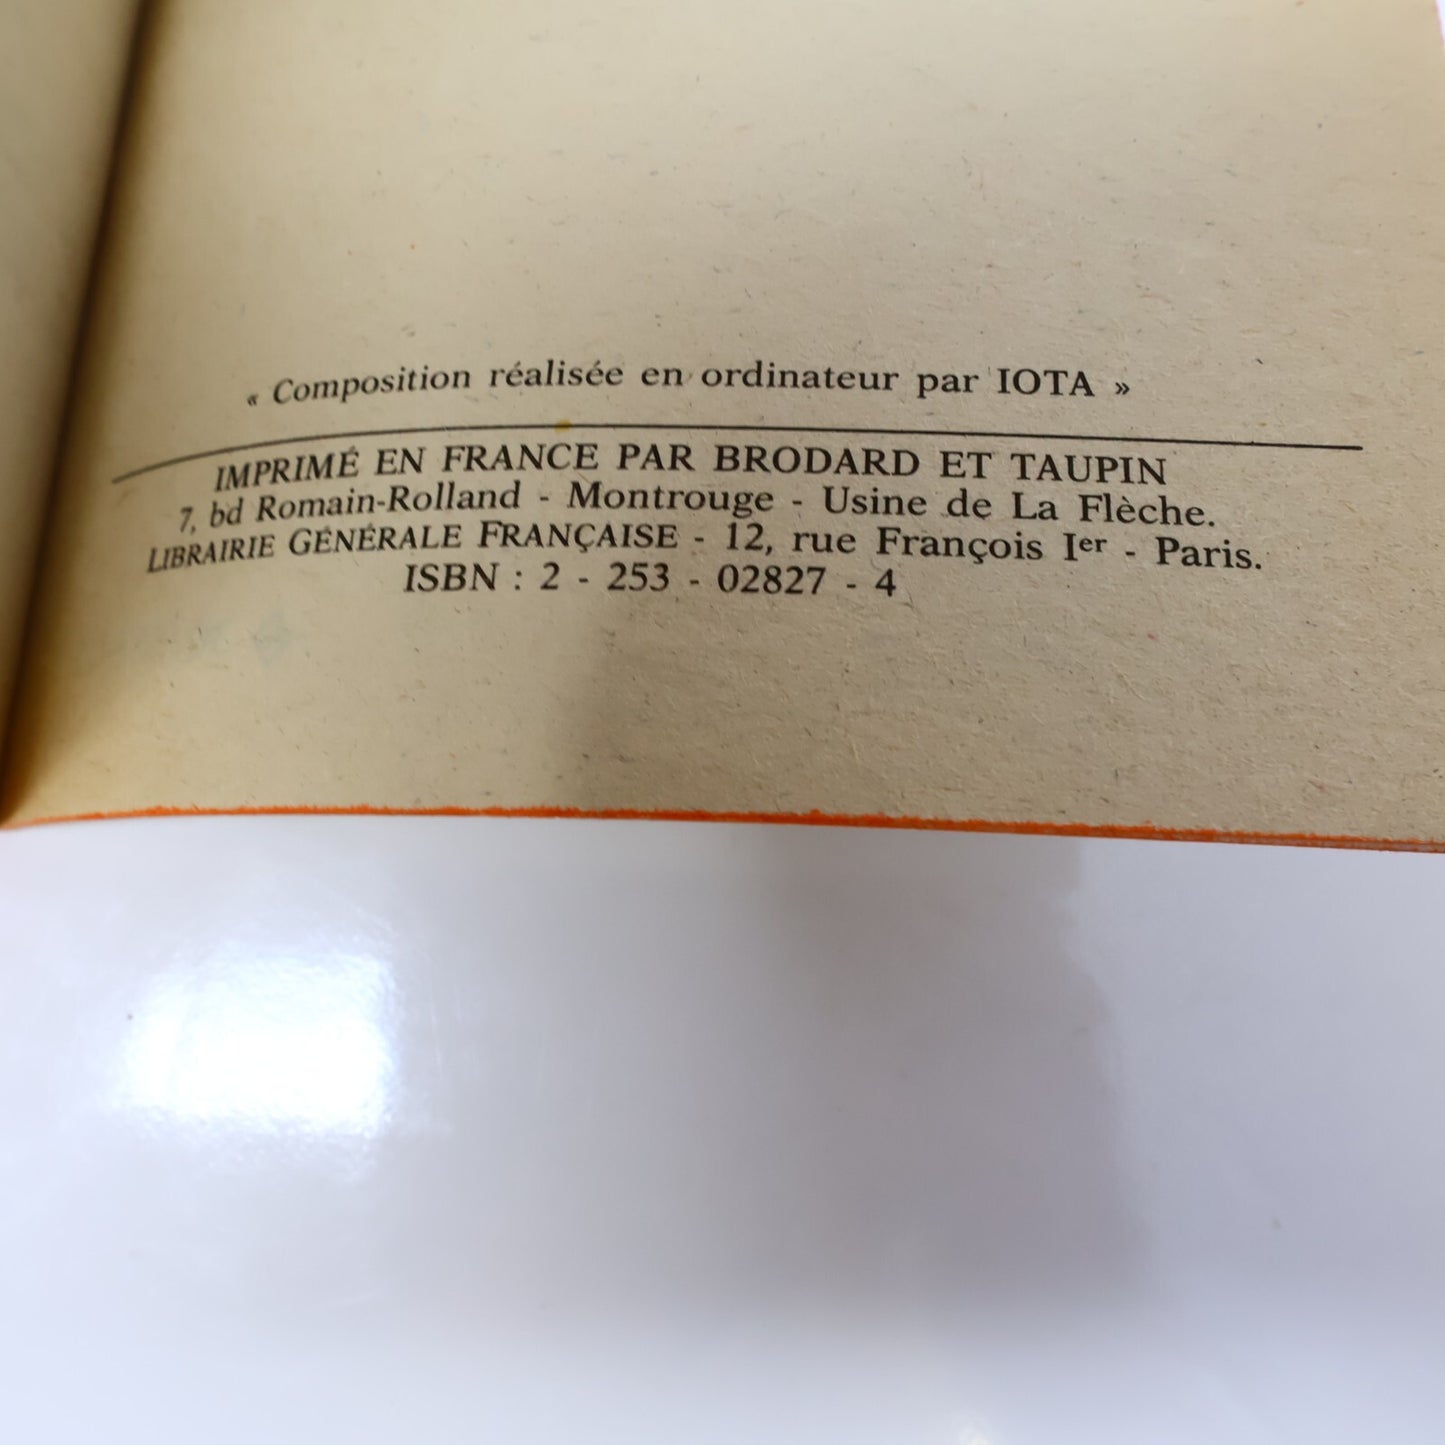 « Composition réalisée en ordinateur par IOTA »
IMPRIMÉ EN FRANCE PAR BRODARD ET TAUPIN
7, bd Romain-Rolland - Montrouge - Usine de La Flèche.
LIBRAIRIE GÉNÉRALE FRANÇAISE - 12, rue François Ier - Paris.
ISBN : 2 - 253 - 02827 - 4